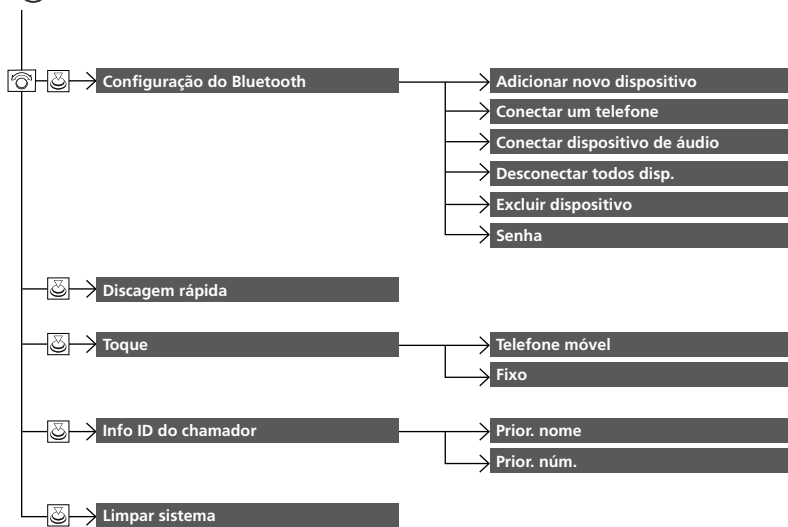 Configuração do Bluetooth
Adicionar novo dispositivo
Conectar um telefone
Conectar dispositivo de áudio
Desconectar todos disp.
Excluir dispositivo
Senha
Discagem rápida
Toque
Telefone móvel
Fixo
Info ID do chamador
Prior. nome
Prior. núm.
Limpar sistema